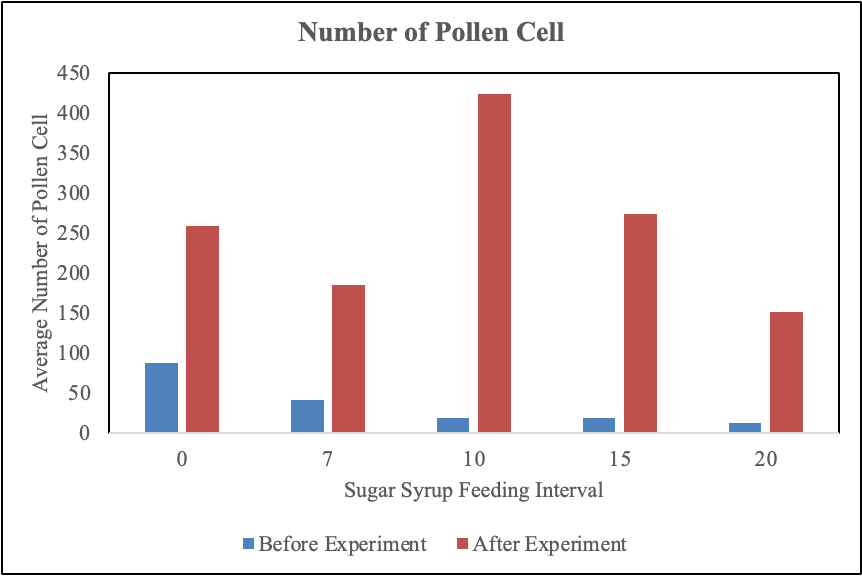 Number of Pollen Cell
Average Number of Pollen Cell
450
400
350
300
250
200
150
100
50
0
0 7 10 15 20
Sugar Syrup Feeding Interval
Before Experiment After Experiment